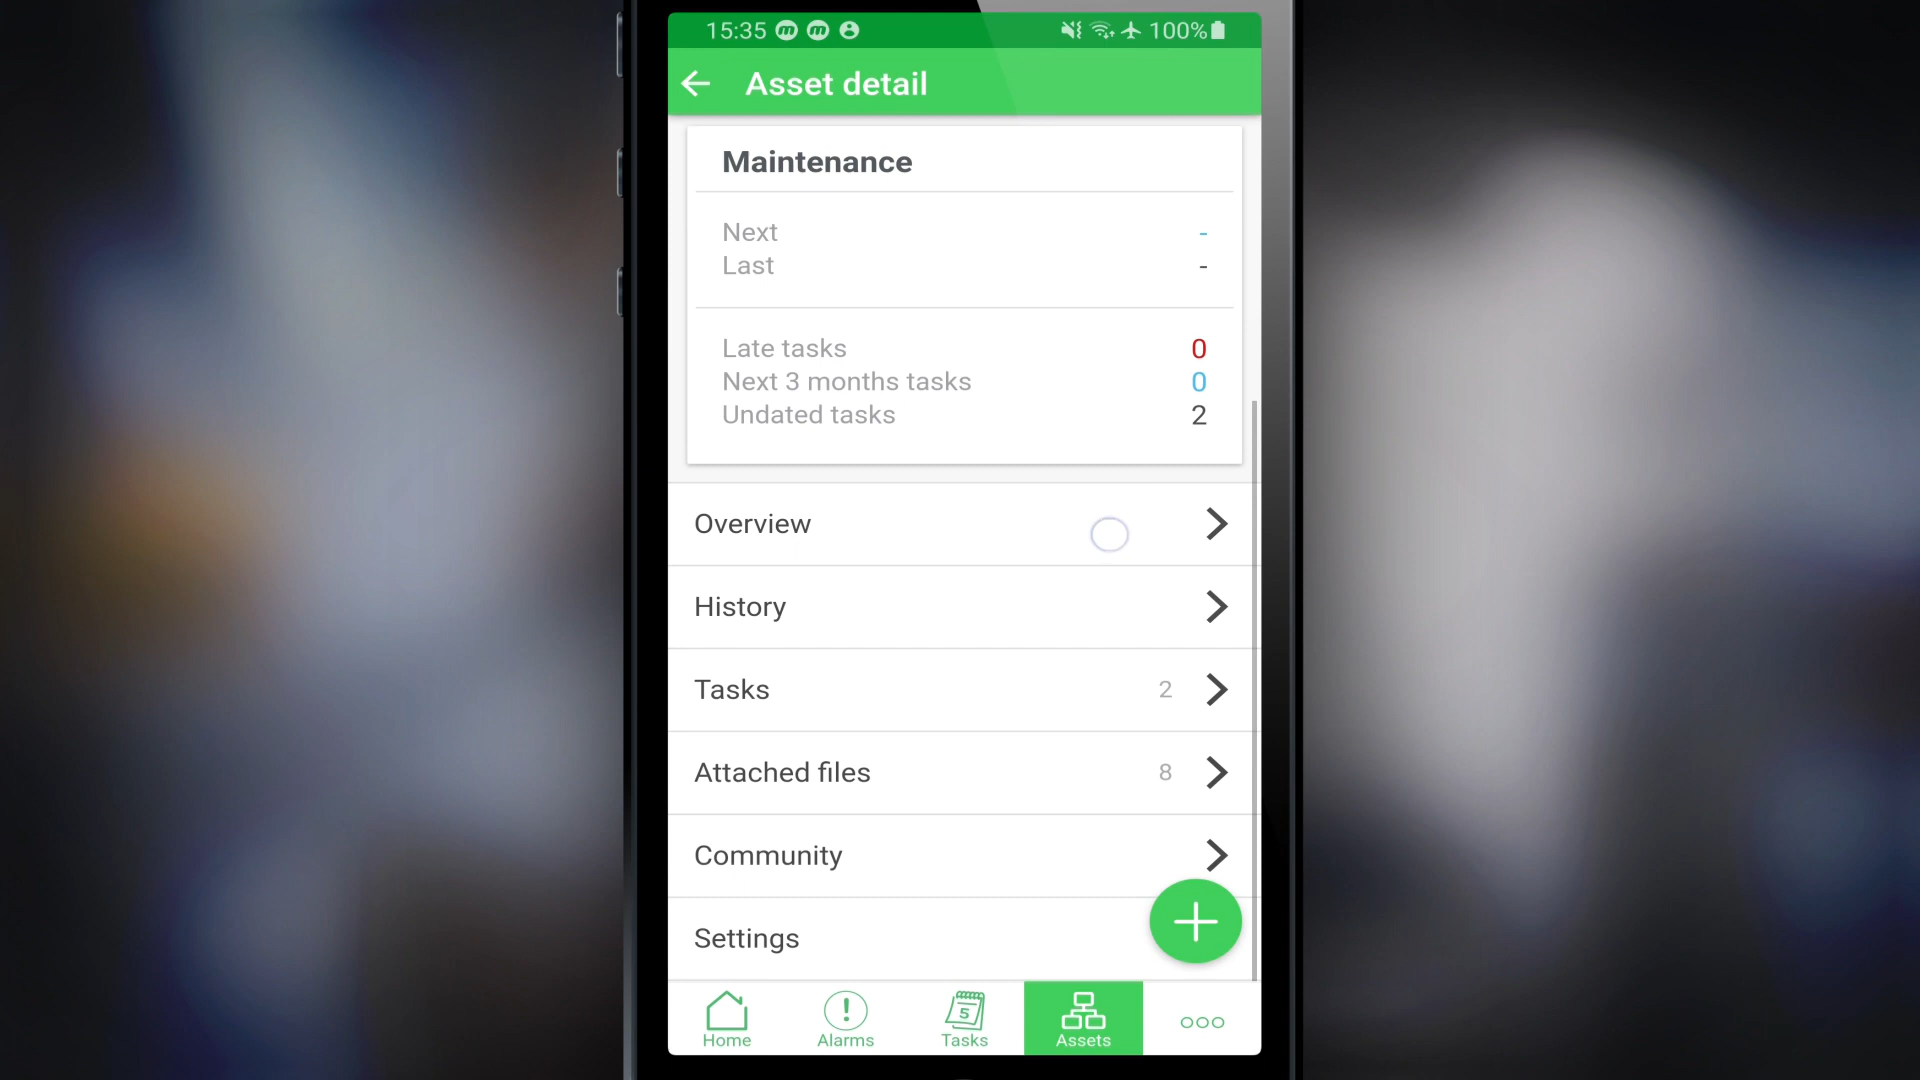 15:35 100%
Asset detail
Maintenance
Next -
Last -
Late tasks 0
Next 3 months tasks 0
Undated tasks 2
Overview
History
Tasks 2
Attached files 8
Community
Settings
5
Home Alarms Tasks Assets